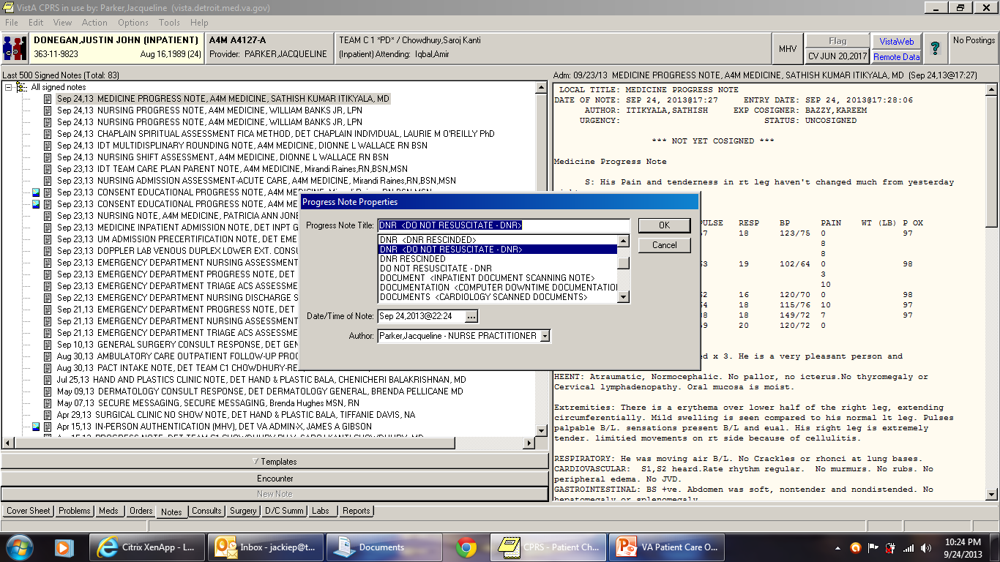 VistA CPRS in use by: Parker,Jacqueline (vista.detroit.med.va.gov)
File Edit View Action Options Tools Help
DONEGAN,JUSTIN JOHN (INPATIENT)
363-11-9823 Aug 16,1989 (24)
A4M A4127-A
Provider: PARKER,JACQUELINE
TEAM C 1 *PD* / Chowdhury,Saroj Kanti
(Inpatient) Attending: Iqbal,Amir
MHV
Flag
CV JUN 20,2017
VistaWeb
Remote Data
?
No Postings
Last 500 Signed Notes (Total: 83)
All signed notes
Sep 24,13 MEDICINE PROGRESS NOTE, A4M MEDICINE, SATHISH KUMAR ITIKYALA, MD
Sep 24,13 NURSING PROGRESS NOTE, A4M MEDICINE, WILLIAM BANKS JR, LPN
Sep 24,13 NURSING PROGRESS NOTE, A4M MEDICINE, WILLIAM BANKS JR, LPN
Sep 24,13 CHAPLAIN SPIRITUAL ASSESSMENT FICA METHOD, DET CHAPLAIN INDIVIDUAL, LAURIE M O'REILLY PhD
Sep 24,13 IDT MULTIDISPLINARY ROUNDING NOTE, A4M MEDICINE, DIONNE L WALLACE RN BSN
Sep 24,13 NURSING SHIFT ASSESSMENT, A4M MEDICINE, DIONNE L WALLACE RN BSN
Sep 23,13 IDT TEAM CARE PLAN PARENT NOTE, A4M MEDICINE, Mirandi Raines,RN,BSN,MSN
Sep 23,13 NURSING ADMISSION ASSESSMENT-ACUTE CARE, A4M MEDICINE, Mirandi Raines,RN,BSN,MSN
Sep 23,13 CONSENT EDUCATIONAL PROGRESS NOTE, A4M MEDICINE, Mirandi Raines,RN,BSN,MSN
Sep 23,13 CONSENT EDUCATIONAL PROGRESS NOTE, A4M ME
Sep 23,13 NURSING NOTE, A4M MEDICINE, PATRICIA ANN JONE
Sep 23,13 MEDICINE INPATIENT ADMISSION NOTE, DET INPT G
Sep 23,13 UM ADMISSION PRECERTIFICATION NOTE, DET EME
Sep 23,13 DOPPLER LAB VENOUS DUPLEX LOWER EXT. CONSU
Sep 23,13 EMERGENCY DEPARTMENT NURSING ASSESSMENT
Sep 23,13 EMERGENCY DEPARTMENT PROGRESS NOTE, DET
Sep 23,13 EMERGENCY DEPARTMENT TRIAGE ACS ASSESSME
Sep 22,13 EMERGENCY DEPARTMENT NURSING DISCHARGE S
Sep 21,13 EMERGENCY DEPARTMENT PROGRESS NOTE, DET
Sep 21,13 EMERGENCY DEPARTMENT NURSING ASSESSMENT
Sep 21,13 EMERGENCY DEPARTMENT TRIAGE ACS ASSESSME
Sep 10,13 GENERAL SURGERY CONSULT RESPONSE, DET GEN
Aug 30,13 AMBULATORY CARE OUTPATIENT FOLLOW-UP PROG
Aug 30,13 PACT INTAKE NOTE, DET TEAM C1 CHOWDHURY-RE
Jul 25,13 HAND AND PLASTICS CLINIC NOTE, DET HAND & PLASTIC BALA, CHENICHERI BALAKRISHNAN, MD
May 09,13 DERMATOLOGY CONSULT RESPONSE, DET DERMATOLOGY GENERAL, BRENDA PELLICANE MD
May 07,13 SECURE MESSAGING, SECURE MESSAGING, Brenda Hughes MSN, RN
Apr 29,13 SURGICAL CLINIC NO SHOW NOTE, DET HAND & PLASTIC BALA, TIFFANIE DAVIS, NA
Apr 15,13 IN-PERSON AUTHENTICATION (MHV), DET VA ADMIN-X, JAMES A GIBSON
Templates
Encounter
New Note
Adm: 09/23/13 MEDICINE PROGRESS NOTE, A4M MEDICINE, SATHISH KUMAR ITIKYALA, MD (Sep 24,13@17:27)
LOCAL TITLE: MEDICINE PROGRESS NOTE
DATE OF NOTE: SEP 24, 2013@17:27 ENTRY DATE: SEP 24, 2013@17:28:06
AUTHOR: ITIKYALA,SATHISH EXP COSIGNER: BAZZY,KAREEM
URGENCY: STATUS: UNCOSIGNED
*** NOT YET COSIGNED ***
Medicine Progress Note
S: His Pain and tenderness in rt leg haven't changed much from yesterday
PULSE RESP BP PAIN WT (LB) P OX
57 18 123/75 0 97
8
8
53 19 102/64 0 98
3
10
52 16 120/70 0 98
54 18 115/76 10 97
88 18 149/72 7 97
59 20 120/72 0
ed x 3. He is a very pleasant person and
HEENT: Atraumatic, Normocephalic. No pallor, no icterus.No thyromegaly or
Cervical lymphadenopathy. Oral mucosa is moist.
Extremities: There is a erythema over lower half of the right leg, extending
circumferentially. Mild swelling is seen compared to his normal lt leg. Pulses
palpable B/L. sensations present B/L and eual. His right leg is extremely
tender. limitied movements on rt side because of cellulitis.
RESPIRATORY: He was moving air B/L. No Crackles or rhonci at lung bases.
CARDIOVASCULAR: S1,S2 heard.Rate rhythm regular. No murmurs. No rubs. No
peripheral edema. No JVD.
GASTROINTESTINAL: BS +ve. Abdomen was soft, nontender and nondistended. No
hepatomegaly or splenomegaly
Progress Note Properties
Progress Note Title: DNR <DO NOT RESUSCITATE - DNR>
DNR <DNR RESCINDED>
DNR <DO NOT RESUSCITATE - DNR>
DNR RESCINDED
DO NOT RESUSCITATE - DNR
DOCUMENT <INPATIENT DOCUMENT SCANNING NOTE>
DOCUMENTATION <COMPUTER DOWNTIME DOCUMENTATION
DOCUMENTS <CARDIOLOGY SCANNED DOCUMENTS>
OK
Cancel
Date/Time of Note: Sep 24,2013@22:24 ...
Author: Parker,Jacqueline - NURSE PRACTITIONER
Cover Sheet Problems Meds Orders Notes Consults Surgery D/C Summ Labs Reports
Citrix XenApp - L... Inbox - jackiep@t... Documents CPRS - Patient Ch... VA Patient Care O...
10:24 PM
9/24/2013